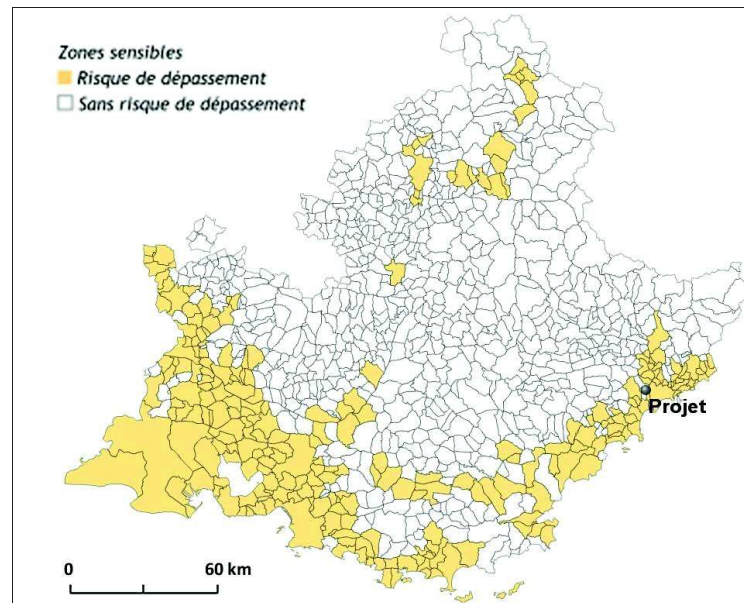 Zones sensibles
Risque de dépassement
Sans risque de dépassement
Projet
0 60 km